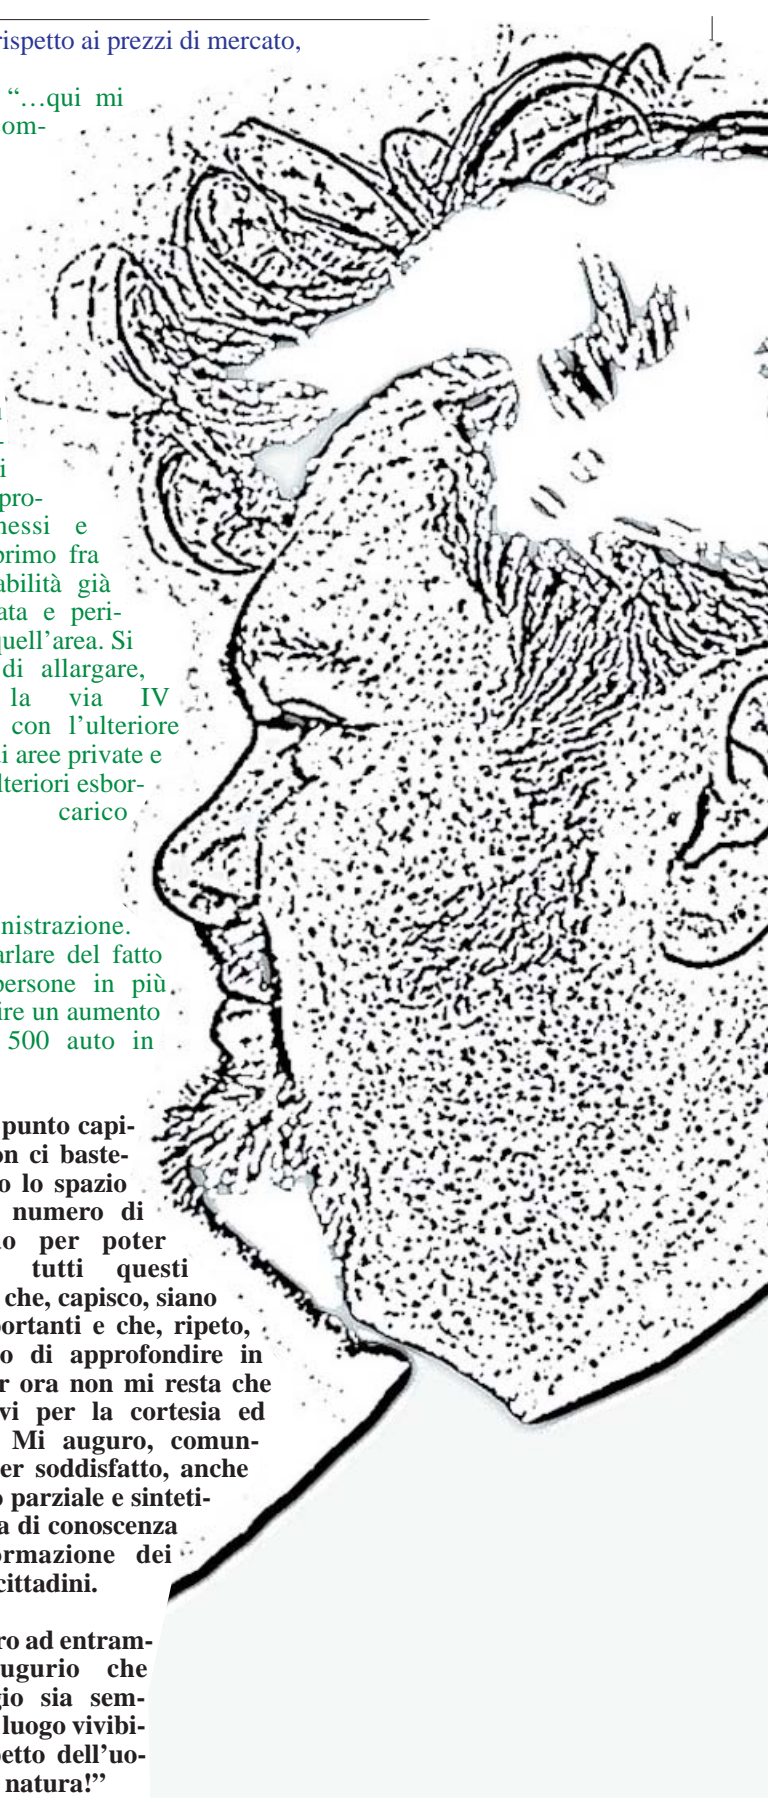 rispetto ai prezzi di mercato,
“…qui mi
om-
-
i
pro-
nessi e
primo fra
abilità già
ata e peri-
quell’area. Si
di allargare,
la via IV
con l’ulteriore
di aree private e
lteriori esbor-
carico
nistrazione.
arlare del fatto
persone in più
ire un aumento
500 auto in
punto capi-
on ci baste-
o lo spazio
numero di
o per poter
tutti questi
che, capisco, siano
portanti e che, ripeto,
o di approfondire in
r ora non mi resta che
vi per la cortesia ed
Mi auguro, comun-
er soddisfatto, anche
o parziale e sinteti-
a di conoscenza
ormazione dei
cittadini.
ro ad entram-
ugurio che
gio sia sem-
luogo vivibi-
petto dell’uo-
natura!”